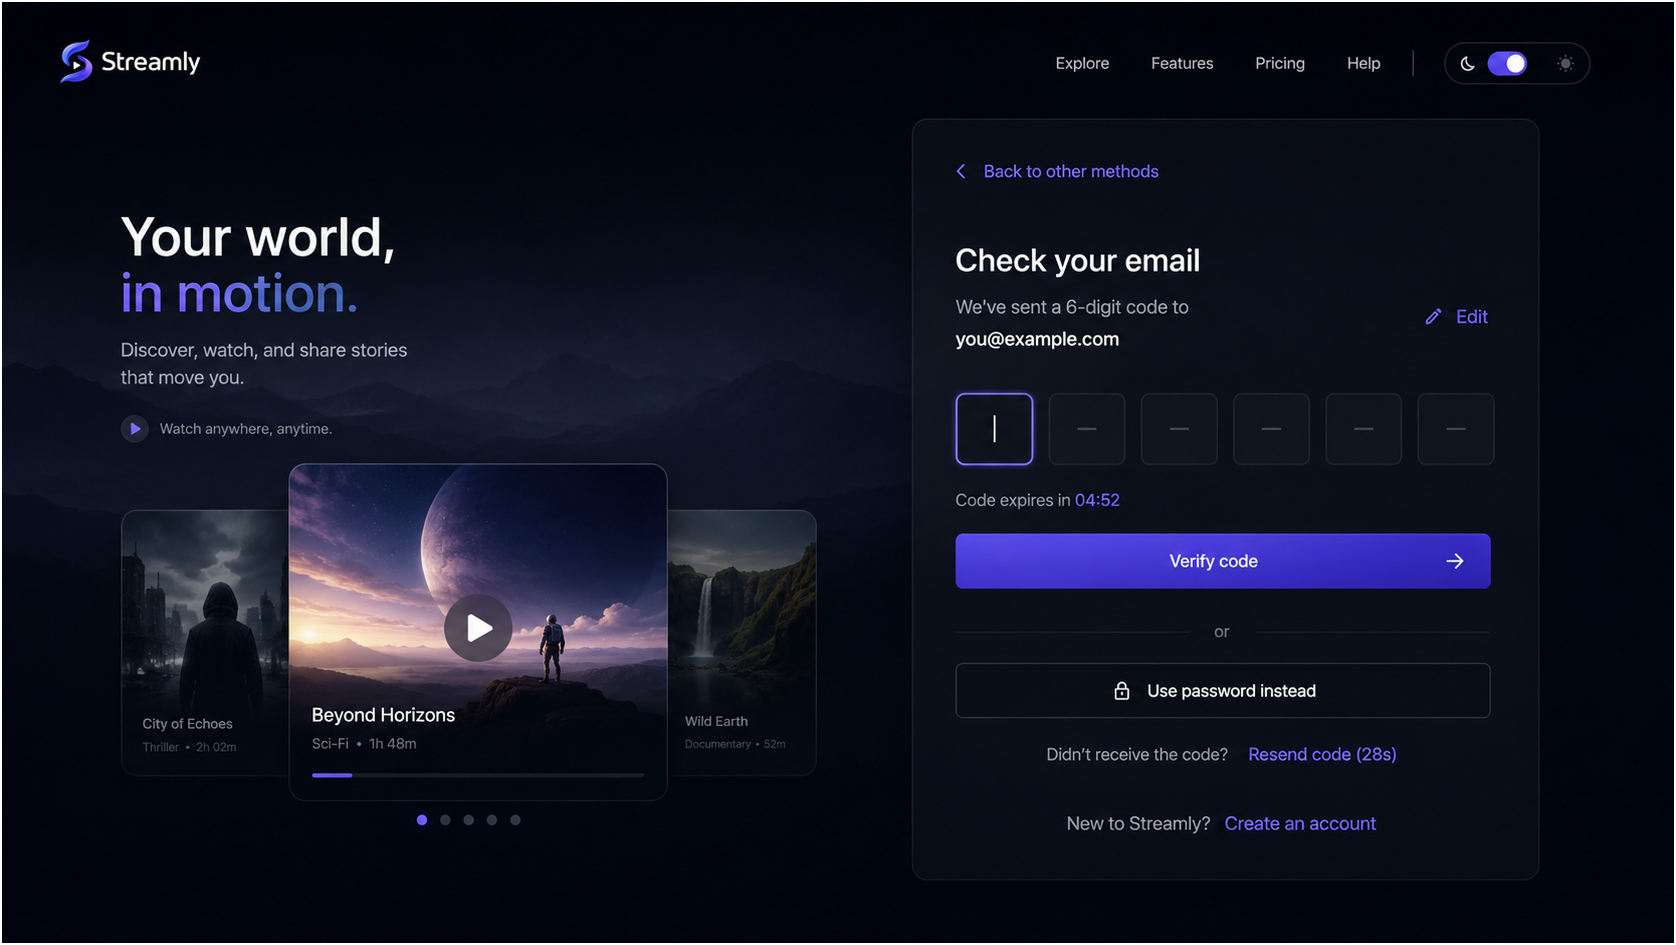 Streamly
Explore
Features
Pricing
Help
Your world,
in motion.
Discover, watch, and share stories
that move you.
Watch anywhere, anytime.
City of Echoes
Thriller • 2h 02m
Beyond Horizons
Sci-Fi • 1h 48m
Wild Earth
Documentary • 52m
Back to other methods
Check your email
We've sent a 6-digit code to
you@example.com
Edit
Code expires in 04:52
Verify code
or
Use password instead
Didn't receive the code? Resend code (28s)
New to Streamly? Create an account